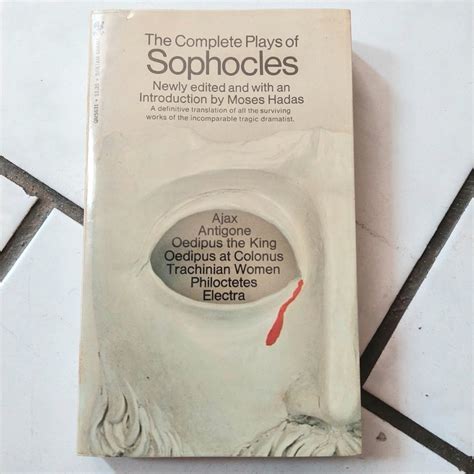 The Complete Plays of
Sophocles
Newly edited and with an
Introduction by Moses Hadas
A definitive translation of all the surviving
works of the incomparable tragic dramatist.
Ajax
Antigone
Oedipus the King
Oedipus at Colonus
Trachinian Women
Philoctetes
Electra